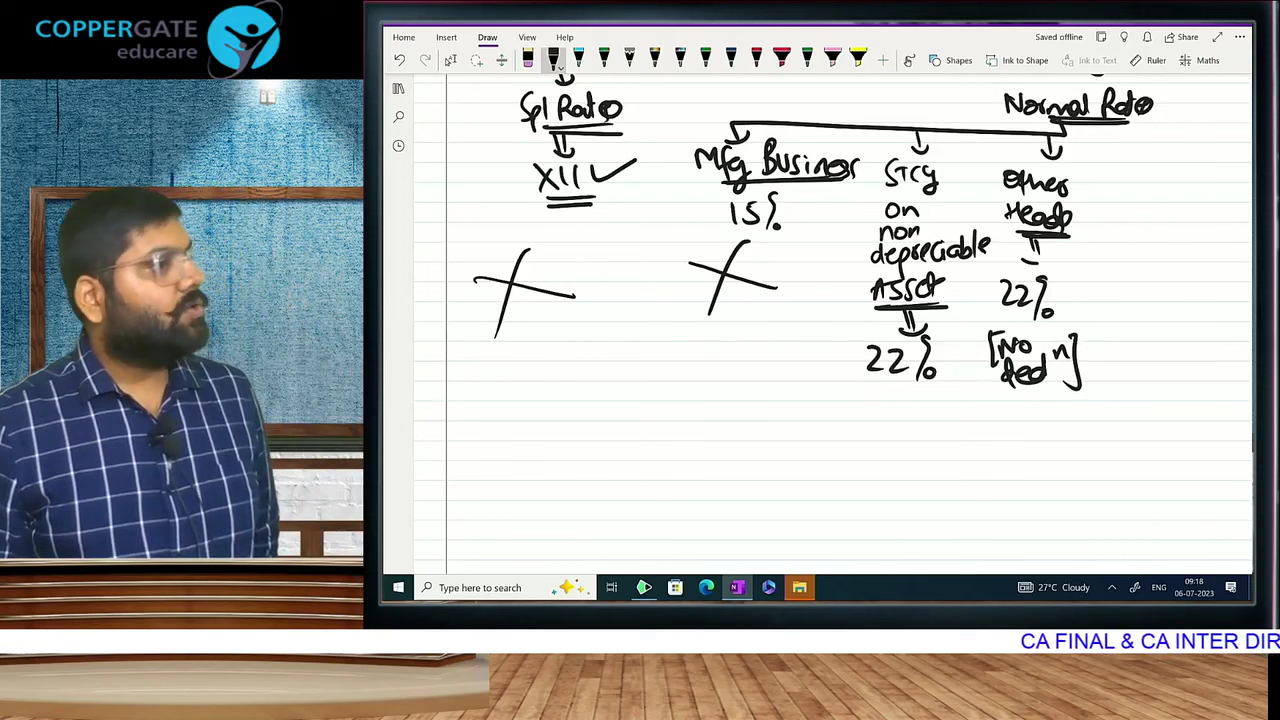 COPPERGATE
educare
Home Insert Draw View Help
Saved offline
Share
Shapes
Ink to Shape
Ink to Text
Ruler
Maths
Spl Rate
XII
Normal Rate
Mfg Business
15%
STCG
on
non
depreciable
Asset
22%
Other
Heads
22%
[No
dedn]
Type here to search
27°C Cloudy
ENG
09:18
06-07-2023
CA FINAL & CA INTER DIR